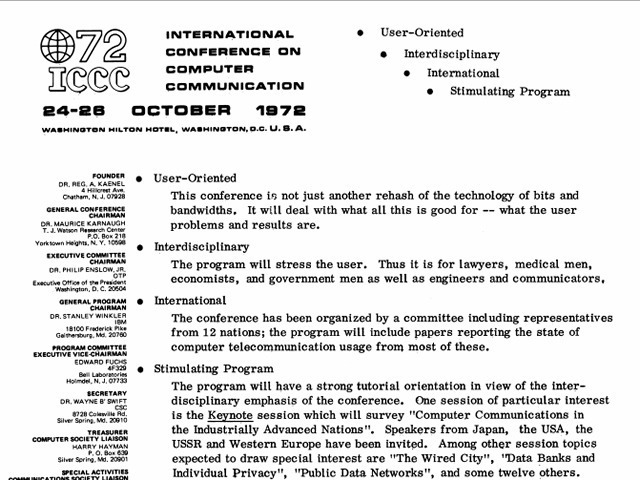 72
ICCC
INTERNATIONAL
CONFERENCE ON
COMPUTER
COMMUNICATION
24-26 OCTOBER 1972
WASHINGTON HILTON HOTEL, WASHINGTON, D.C. U.S.A.
● User-Oriented
● Interdisciplinary
● International
● Stimulating Program
FOUNDER
DR. REG. A. KAENEL
4 Hillcrest Ave.
Chatham, N, J, 07928
GENERAL CONFERENCE
CHAIRMAN
DR. MAURICE KARNAUGH
T. J. Watson Research Center
P.O. Box 218
Yorktown Heights, N. Y. 10598
EXECUTIVE COMMITTEE
CHAIRMAN
DR. PHILIP ENSLOW, JR.
OTP
Executive Office of the President
Washington, D. C. 20504
GENERAL PROGRAM
CHAIRMAN
DR. STANLEY WINKLER
IBM
18100 Frederick Pike
Gaithersburg, Md. 20760
PROGRAM COMMITTEE
EXECUTIVE VICE-CHAIRMAN
EDWARD FUCHS
4F329
Bell Laboratories
Holmdel, N, J, 07733
SECRETARY
DR. WAYNE B' SWIFT
CSC
8728 Colesville Rd.
Silver Spring, Md. 20910
TREASURER
COMPUTER SOCIETY LIAISON
HARRY HAYMAN
P. O. Box 639
Silver Spring, Md. 20901
SPECIAL ACTIVITIES
COMMUNICATIONS SOCIETY LIAISON
● User-Oriented
This conference is not just another rehash of the technology of bits and
bandwidths. It will deal with what all this is good for -- what the user
problems and results are.
● Interdisciplinary
The program will stress the user. Thus it is for lawyers, medical men,
economists, and government men as well as engineers and communicators.
● International
The conference has been organized by a committee including representatives
from 12 nations; the program will include papers reporting the state of
computer telecommunication usage from most of these.
● Stimulating Program
The program will have a strong tutorial orientation in view of the inter-
disciplinary emphasis of the conference. One session of particular interest
is the Keynote session which will survey "Computer Communications in
the Industrially Advanced Nations". Speakers from Japan, the USA, the
USSR and Western Europe have been invited. Among other session topics
expected to draw special interest are "The Wired City", "Data Banks and
Individual Privacy", "Public Data Networks", and some twelve others.